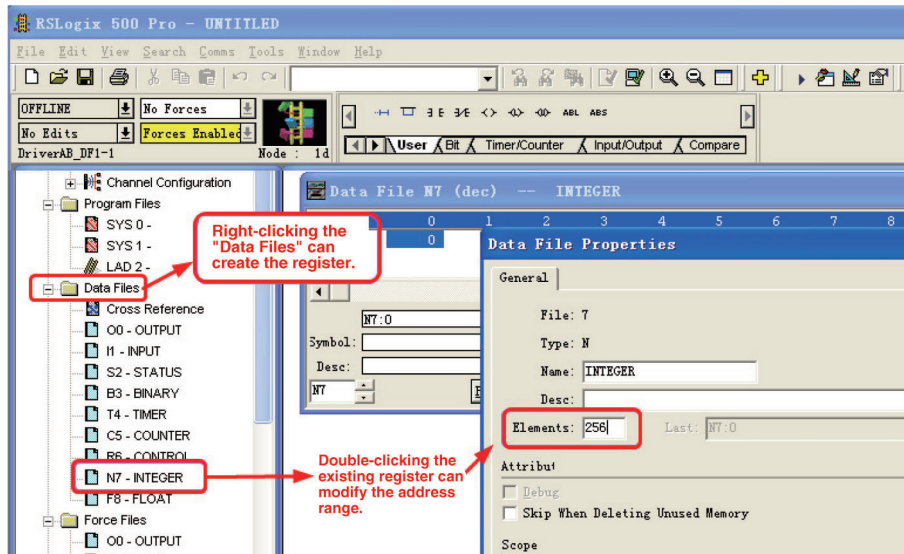 RSLogix 500 Pro - UNTITLED
File Edit View Search Comms Tools Window Help
OFFLINE No Forces
No Edits Forces Enabled
DriverAB_DF1-1 Node : 1d
ABL ABS
User Bit Timer/Counter Input/Output Compare
Channel Configuration
Program Files
SYS 0 -
SYS 1 -
LAD 2 -
Data Files
Cross Reference
O0 - OUTPUT
I1 - INPUT
S2 - STATUS
B3 - BINARY
T4 - TIMER
C5 - COUNTER
R6 - CONTROL
N7 - INTEGER
F8 - FLOAT
Force Files
O0 - OUTPUT
Right-clicking the
"Data Files" can
create the register.
Double-clicking the
existing register can
modify the address
range.
Data File N7 (dec) -- INTEGER
0 1 2 3 4 5 6 7 8
0
N7:0
Symbol:
Desc:
N7
Data File Properties
General
File: 7
Type: N
Name: INTEGER
Desc:
Elements: 256 Last: N7:0
Attribut
Debug
Skip When Deleting Unused Memory
Scope